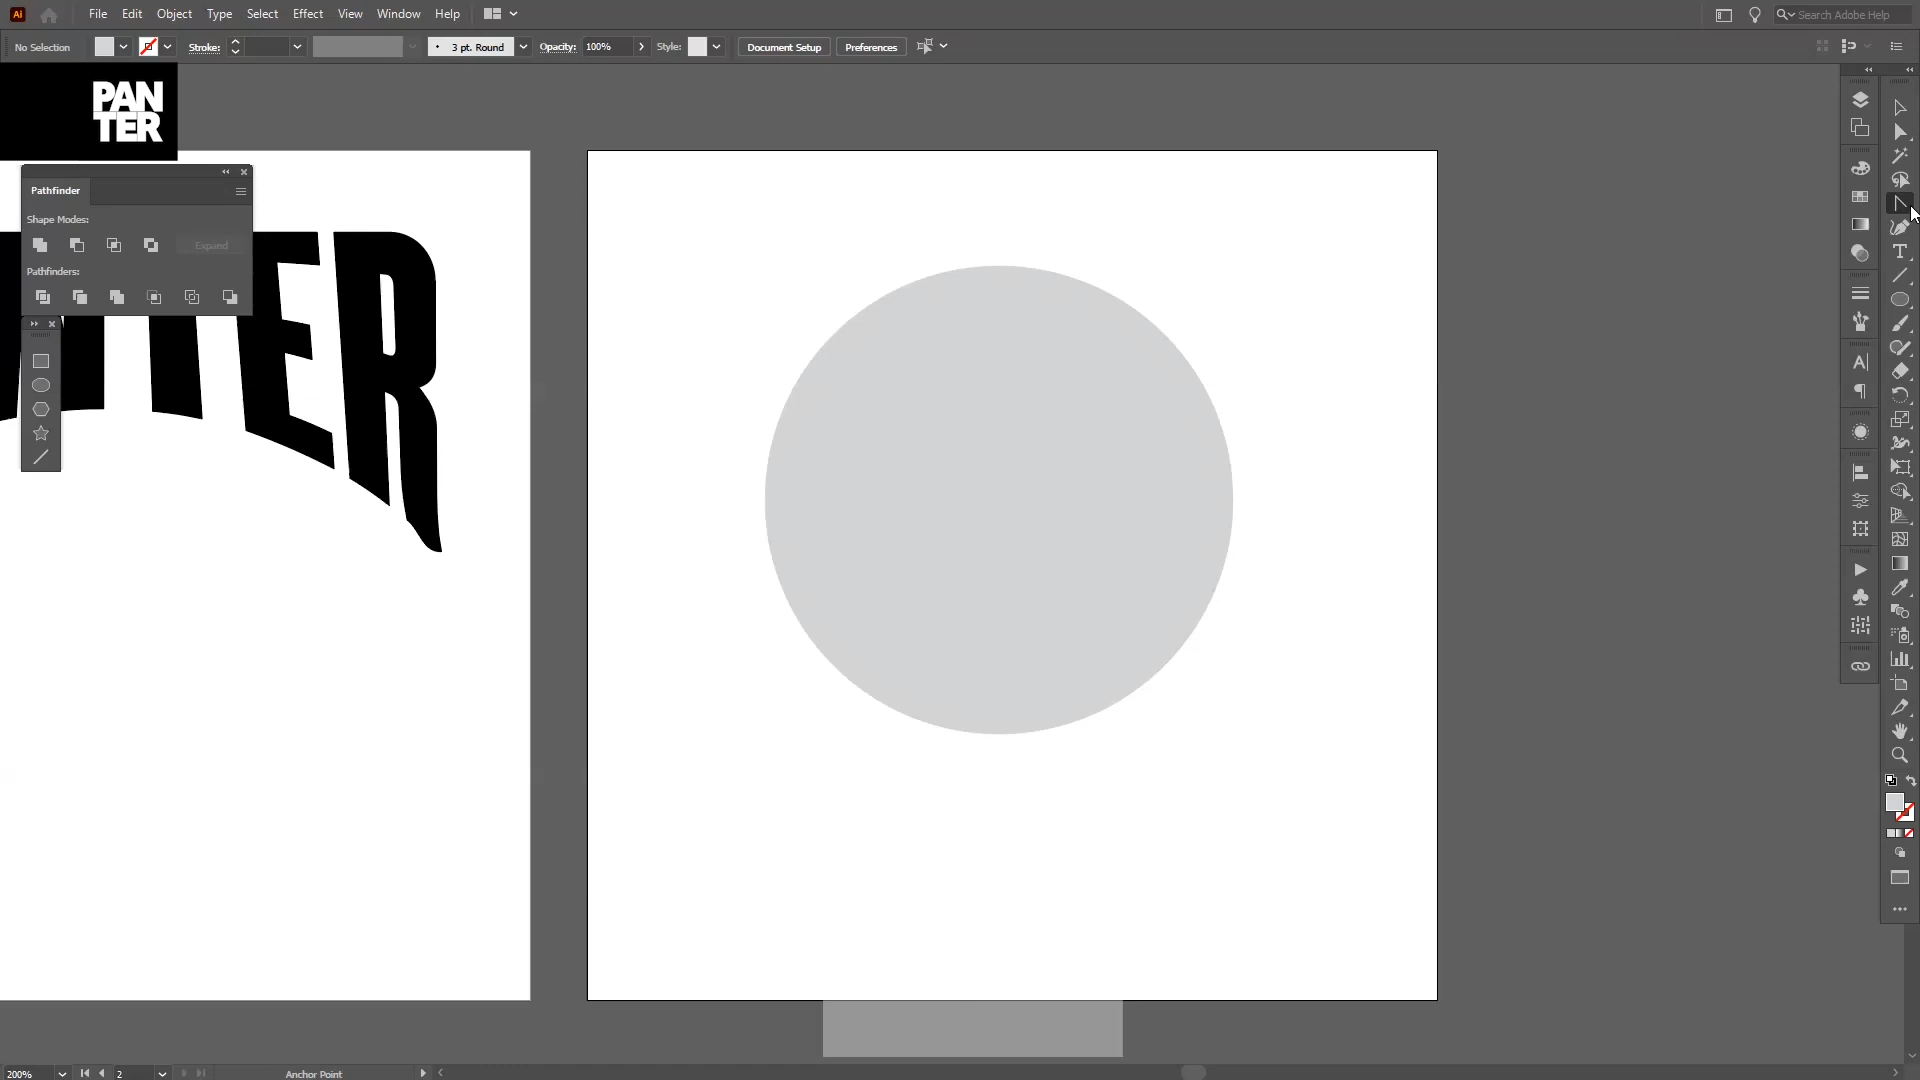 Ai File Edit Object Type Select Effect View Window Help Search Adobe Help
No Selection Stroke: 3 pt. Round Opacity: 100% Style: Document Setup Preferences
PAN
TER
Pathfinder
Shape Modes:
Expand
Pathfinders:
TER
200% 2 Anchor Point